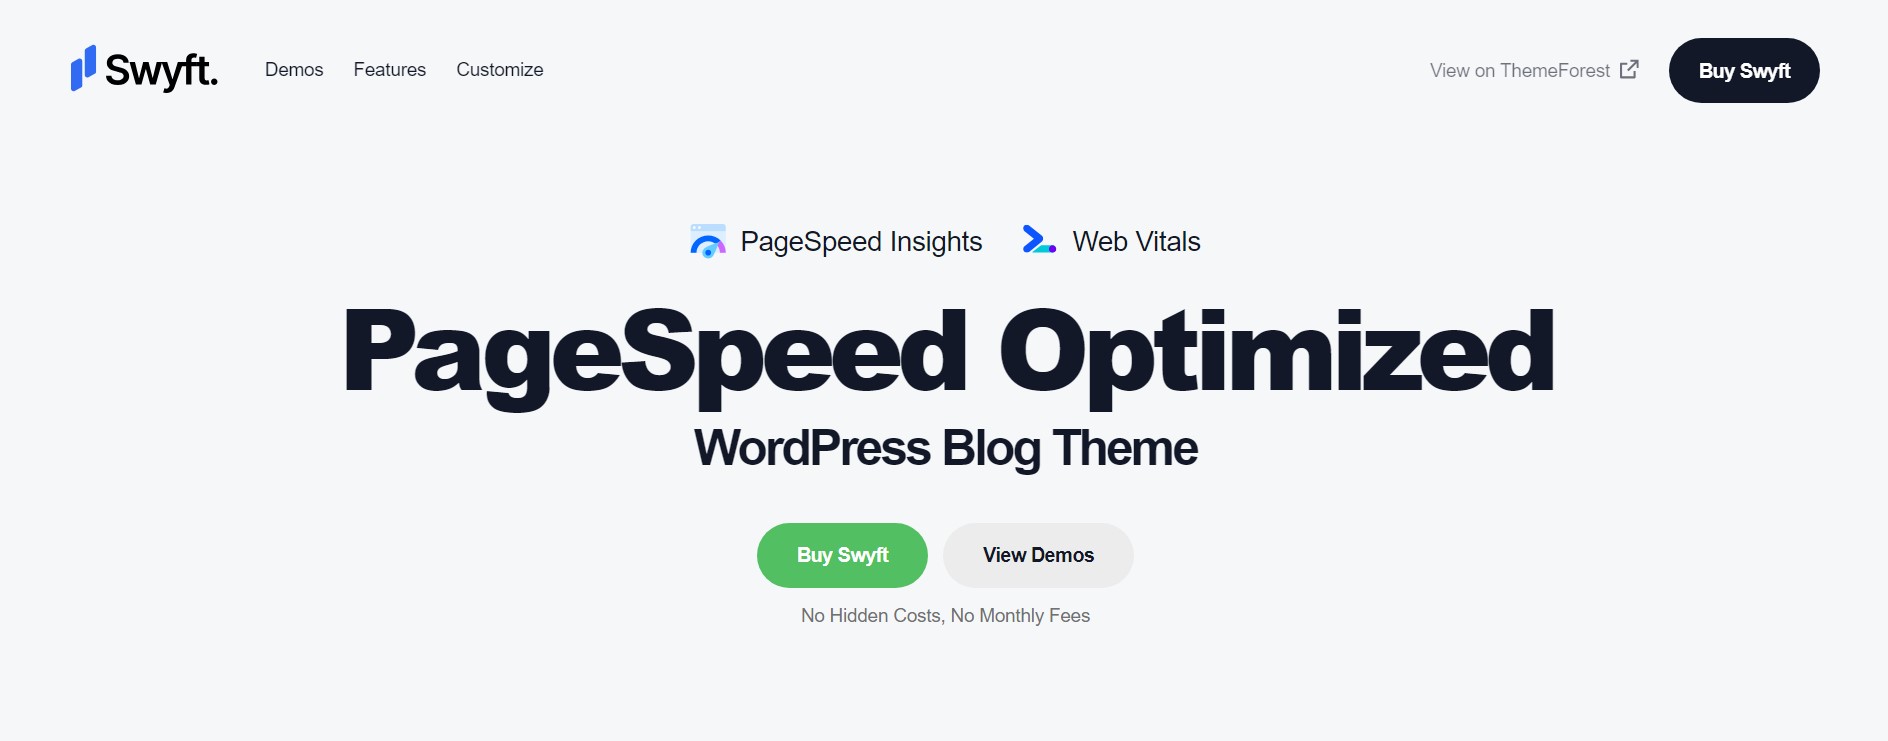 Swyft.
Demos Features Customize
View on ThemeForest
Buy Swyft
PageSpeed Insights
Web Vitals
PageSpeed Optimized
WordPress Blog Theme
Buy Swyft
View Demos
No Hidden Costs, No Monthly Fees